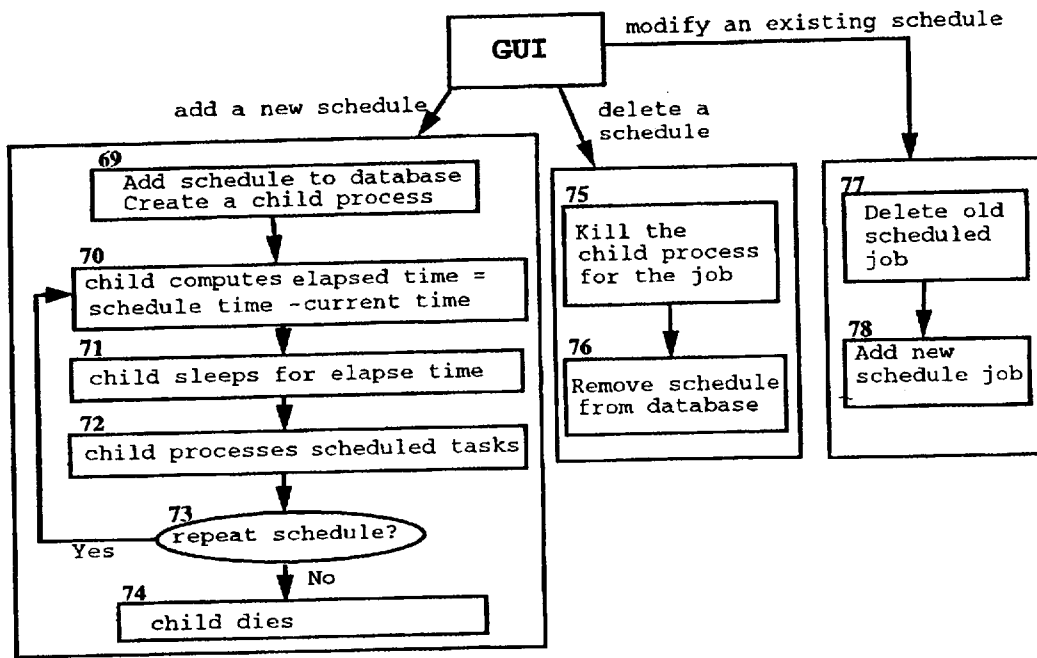 GUI
modify an existing schedule
add a new schedule
delete a
schedule
69
Add schedule to database
Create a child process
70
child computes elapsed time =
schedule time -current time
71
child sleeps for elapse time
72
child processes scheduled tasks
73
repeat schedule?
Yes
No
74
child dies
75
Kill the
child process
for the job
76
Remove schedule
from database
77
Delete old
scheduled
job
78
Add new
schedule job